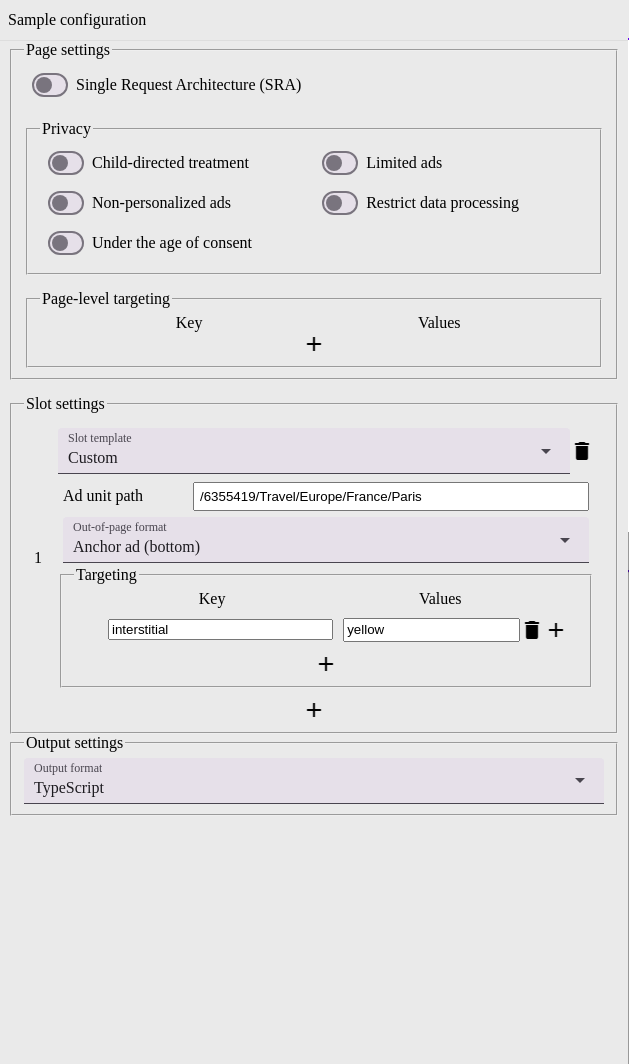 Sample configuration
Page settings
Single Request Architecture (SRA)
Privacy
Child-directed treatment
Limited ads
Non-personalized ads
Restrict data processing
Under the age of consent
Page-level targeting
Key
Values
+
Slot settings
Slot template
Custom
Ad unit path
/6355419/Travel/Europe/France/Paris
Out-of-page format
Anchor ad (bottom)
1
Targeting
Key
Values
interstitial
yellow
+
+
+
Output settings
Output format
TypeScript